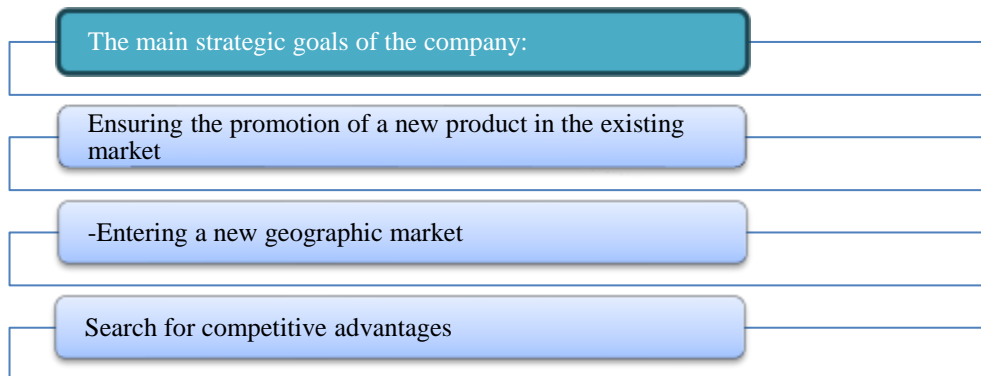 The main strategic goals of the company:
Ensuring the promotion of a new product in the existing
market
-Entering a new geographic market
Search for competitive advantages